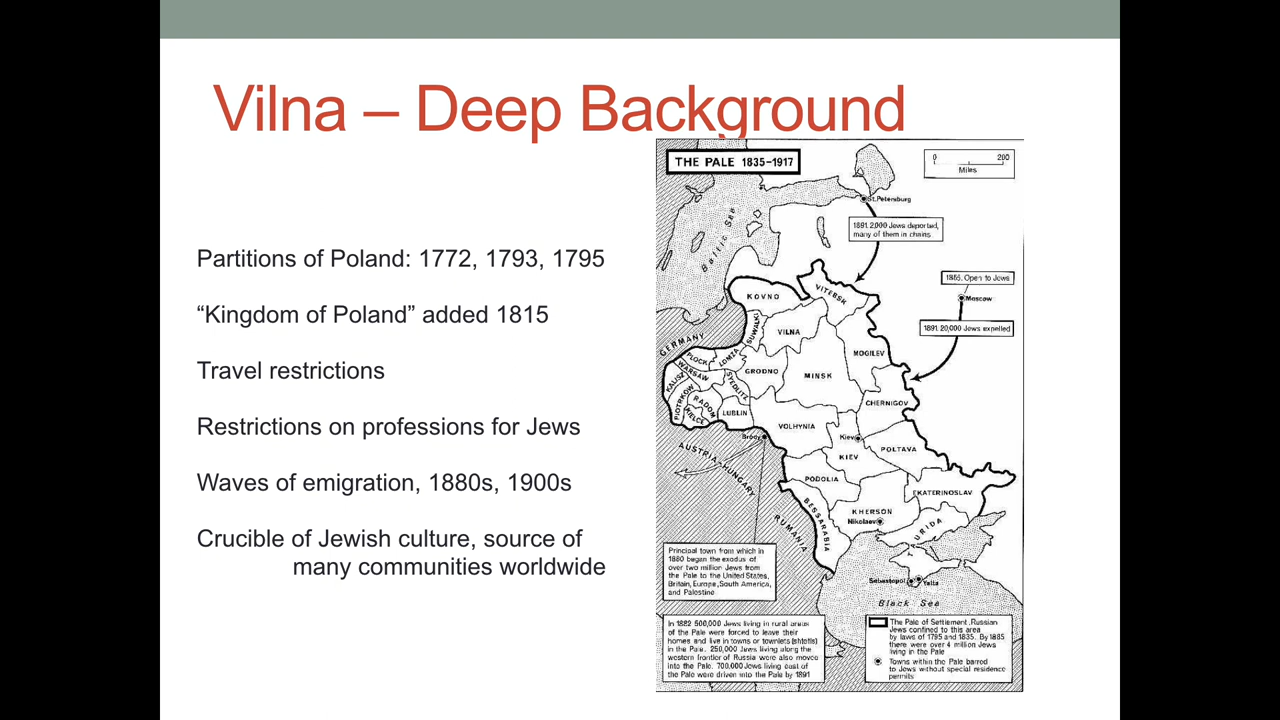 Vilna – Deep Background
Partitions of Poland: 1772, 1793, 1795
“Kingdom of Poland” added 1815
Travel restrictions
Restrictions on professions for Jews
Waves of emigration, 1880s, 1900s
Crucible of Jewish culture, source of
many communities worldwide
THE PALE 1835–1917
0 200
Miles
St. Petersburg
Baltic Sea
1891. 2,000 Jews deported,
many of them in chains
1865. Open to Jews
Moscow
1891. 20,000 Jews expelled
KOVNO
VITEBSK
SUWALKI
VILNA
GERMANY
MOGILEV
PLOCK
LOMZA
GRODNO
MINSK
WARSAW
KALISZ
SYEDLITZ
PIOTRKOW
RADOM
KIELCE
LUBLIN
CHERNIGOV
VOLHYNIA
Brody
Kiev
POLTAVA
KIEV
AUSTRIA-HUNGARY
PODOLIA
EKATERINOSLAV
BESSARABIA
KHERSON
Nikolaev
TAURIDA
RUMANIA
Sebastopol
Yalta
Black Sea
Principal town from which in
1880 began the exodus of
over two million Jews from
the Pale to the United States,
Britain, Europe, South America,
and Palestine
In 1882 500,000 Jews living in rural areas
of the Pale were forced to leave their
homes and live in towns or townlets (shtetls)
in the Pale. 250,000 Jews living along the
western frontier of Russia were also moved
into the Pale. 700,000 Jews living east of
the Pale were driven into the Pale by 1891
The Pale of Settlement. Russian
Jews confined to this area
by laws of 1795 and 1835. By 1885
there were over 4 million Jews
living in the Pale
Towns within the Pale barred
to Jews without special residence
permits